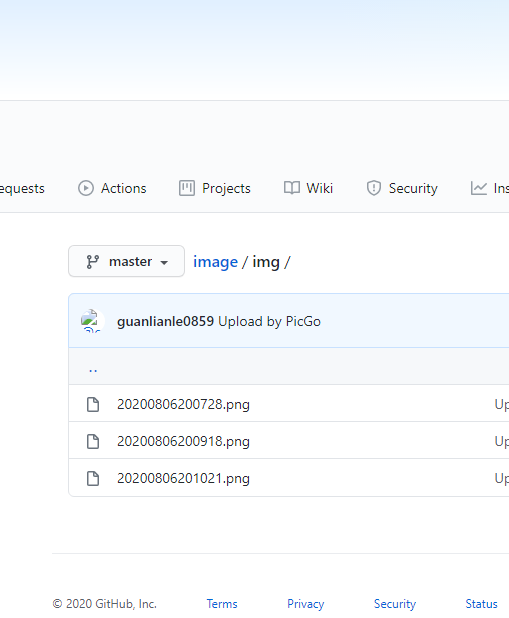 equests Actions Projects Wiki Security Ins
master image / img /
guanlianle0859 Upload by PicGo
..
20200806200728.png Up
20200806200918.png Up
20200806201021.png Up
© 2020 GitHub, Inc. Terms Privacy Security Status